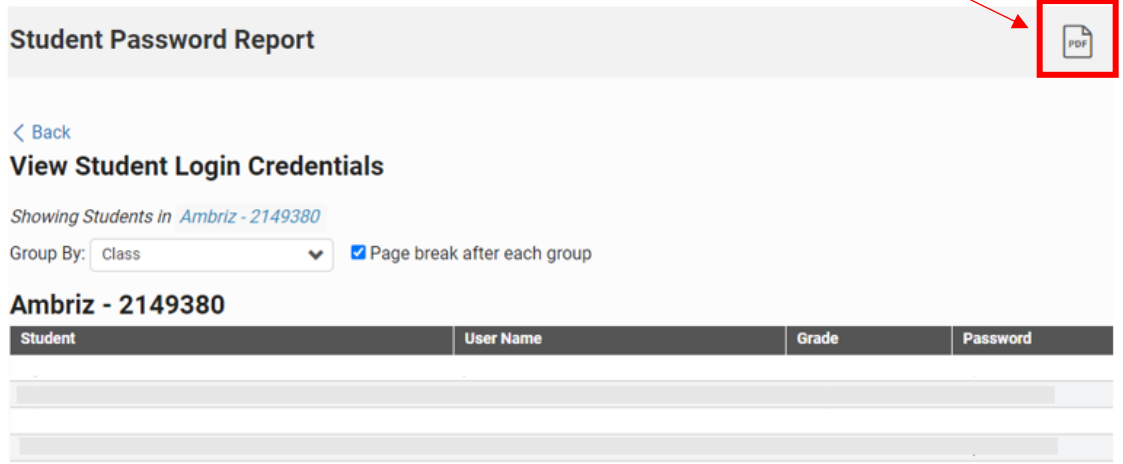 Student Password Report
PDF
< Back
View Student Login Credentials
Showing Students in Ambriz - 2149380
Group By: Class Page break after each group
Ambriz - 2149380
Student User Name Grade Password